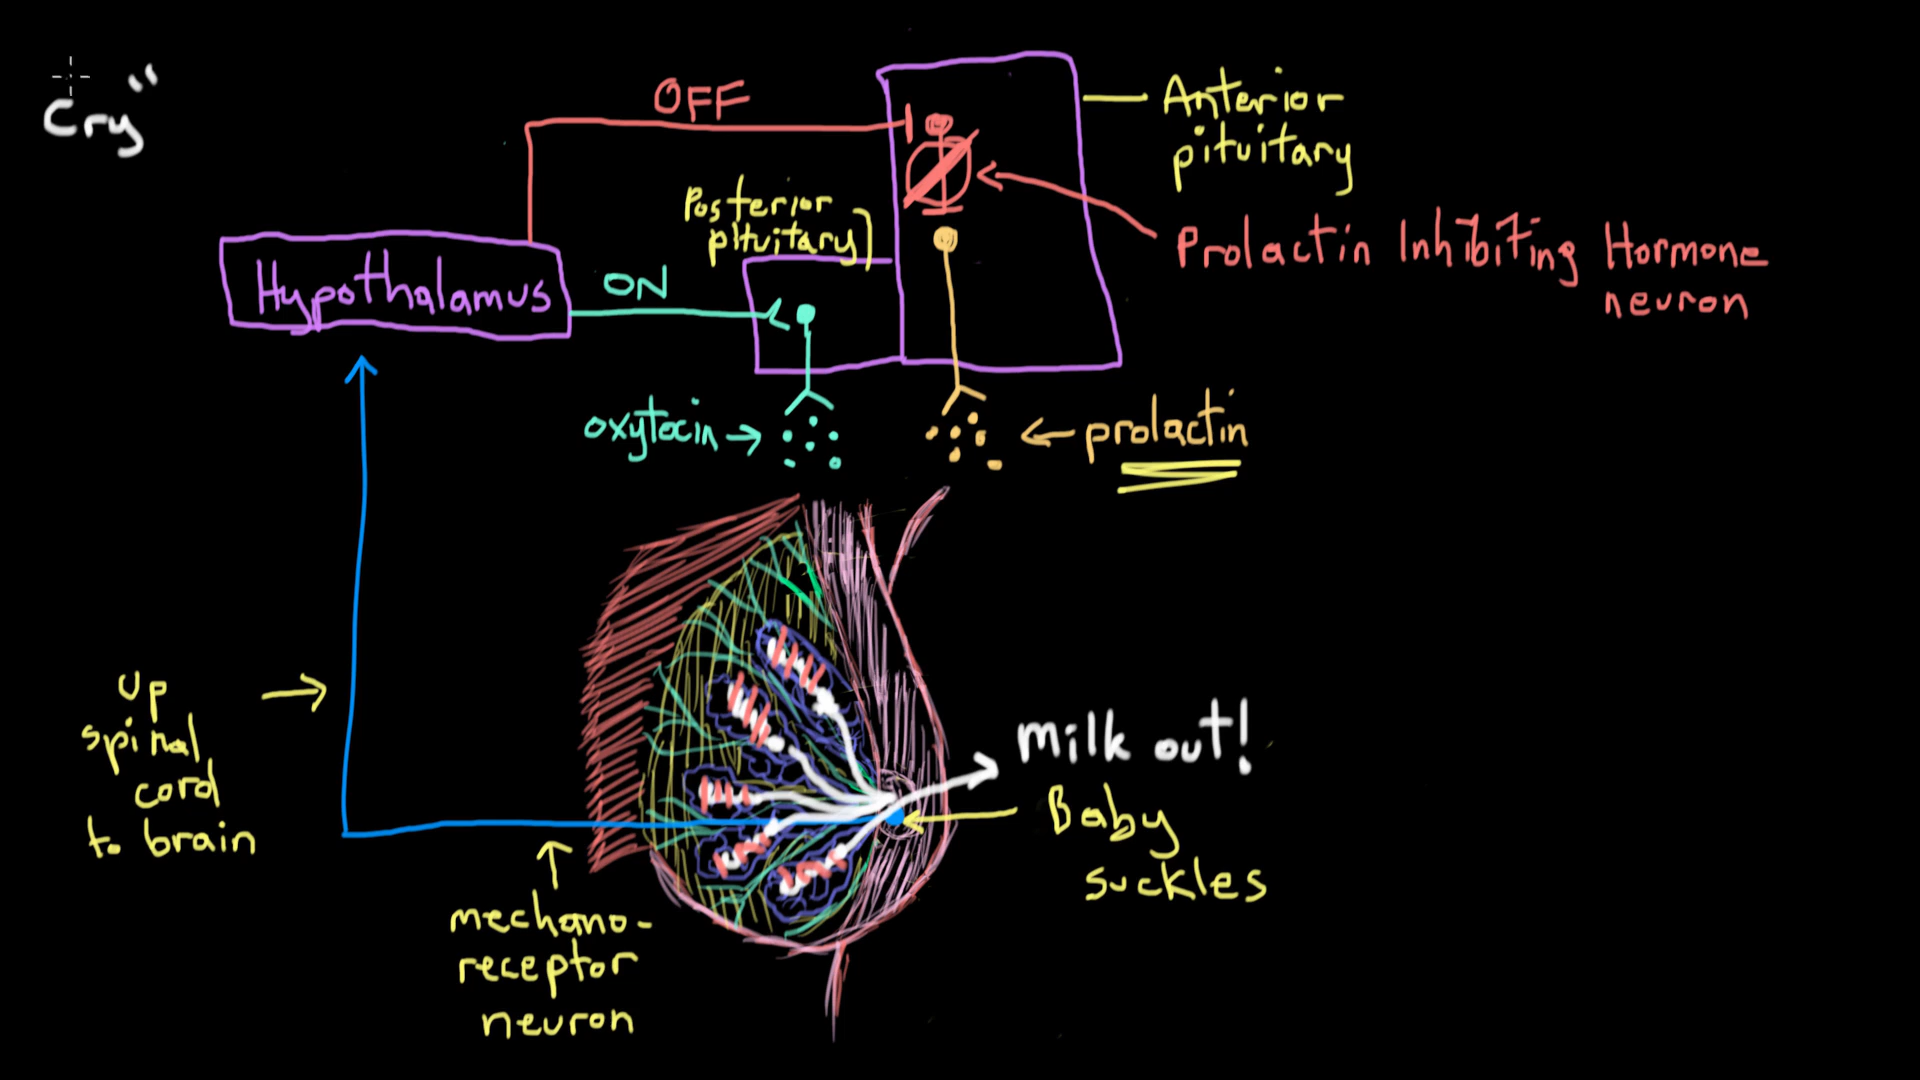 Cry"
OFF
Anterior
pituitary
Posterior
pituitary
Prolactin Inhibiting Hormone
neuron
Hypothalamus
ON
oxytocin
prolactin
milk out!
Baby
suckles
Up
spinal
cord
to brain
mechano-
receptor
neuron